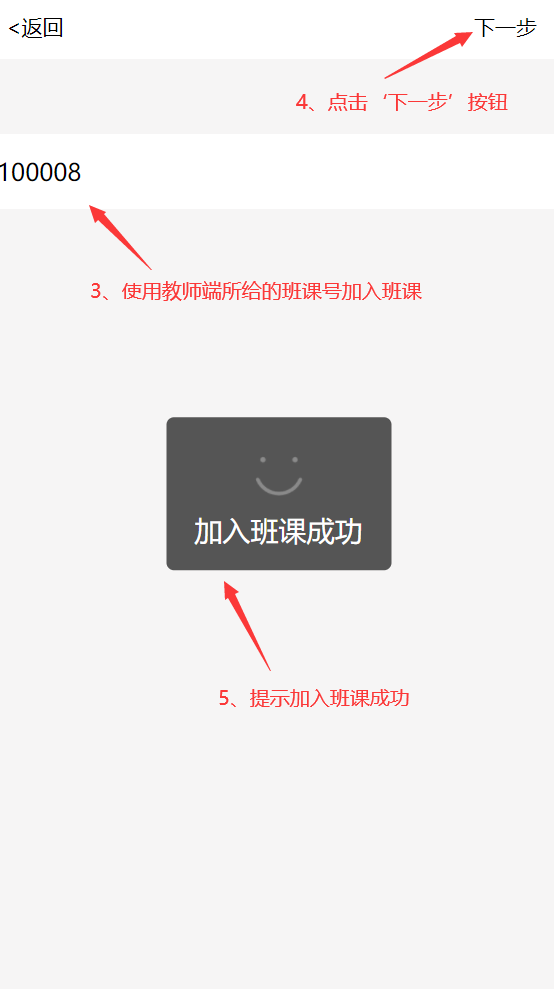 <返回
下一步
4、点击‘下一步’按钮
100008
3、使用教师端所给的班课号加入班课
加入班课成功
5、提示加入班课成功